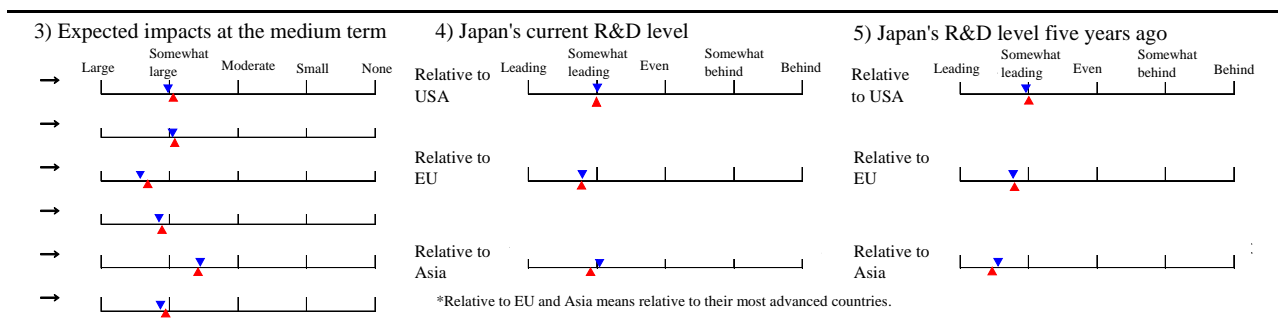 3) Expected impacts at the medium term
Large Somewhat large Moderate Small None
→
→
→
→
→
→
4) Japan's current R&D level
Leading Somewhat leading Even Somewhat behind Behind
Relative to USA
Relative to EU
Relative to Asia
*Relative to EU and Asia means relative to their most advanced countries.
5) Japan's R&D level five years ago
Leading Somewhat leading Even Somewhat behind Behind
Relative to USA
Relative to EU
Relative to Asia